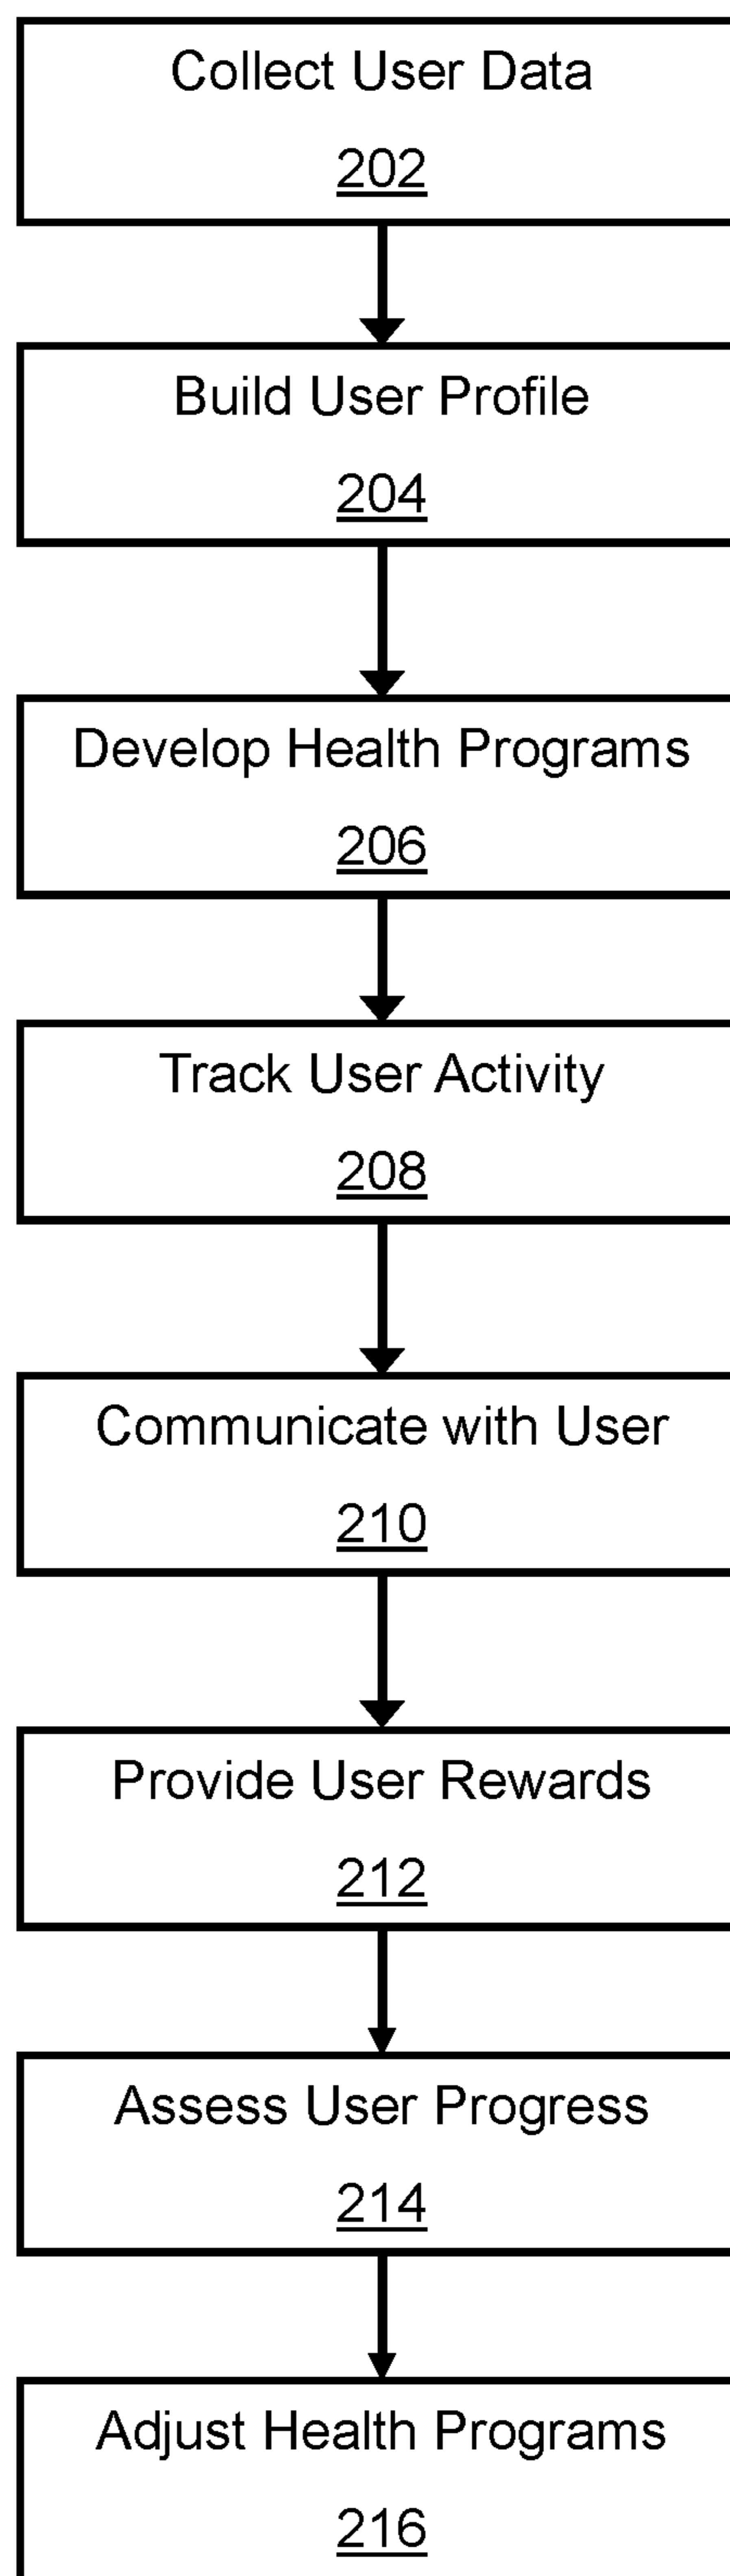 Collect User Data
202
Build User Profile
204
Develop Health Programs
206
Track User Activity
208
Communicate with User
210
Provide User Rewards
212
Assess User Progress
214
Adjust Health Programs
216